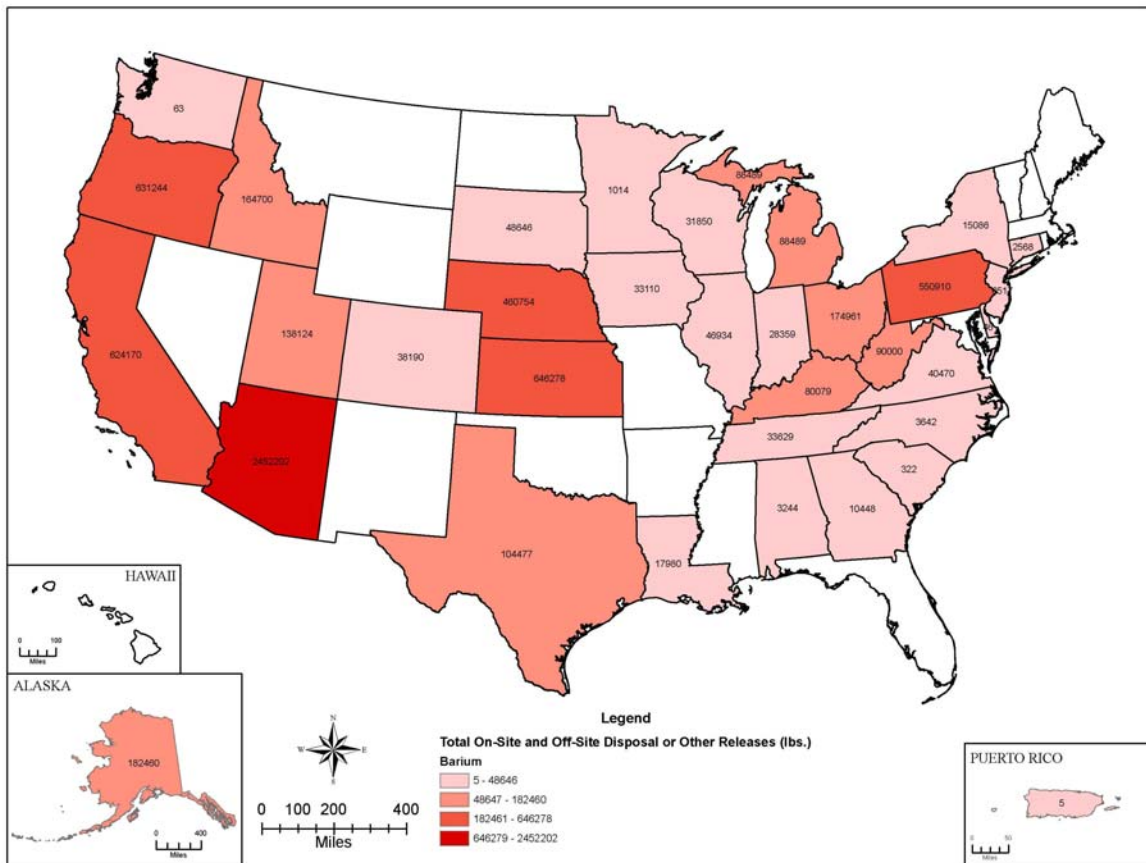 63
631244
164700
1014
88489
48646
31850
88489
15086
2568
33110
460754
550910
138124
38190
46934
28359
174961
90000
624170
646278
80079
40470
33629
3642
2452202
322
3244
10448
104477
17980
HAWAII
0 100
Miles
ALASKA
182460
0 400
Miles
N
W E
S
0 100 200 400
Miles
Legend
Total On-Site and Off-Site Disposal or Other Releases (lbs.)
Barium
5 - 48646
48647 - 182460
182461 - 646278
646279 - 2452202
PUERTO RICO
5
0 50
Miles